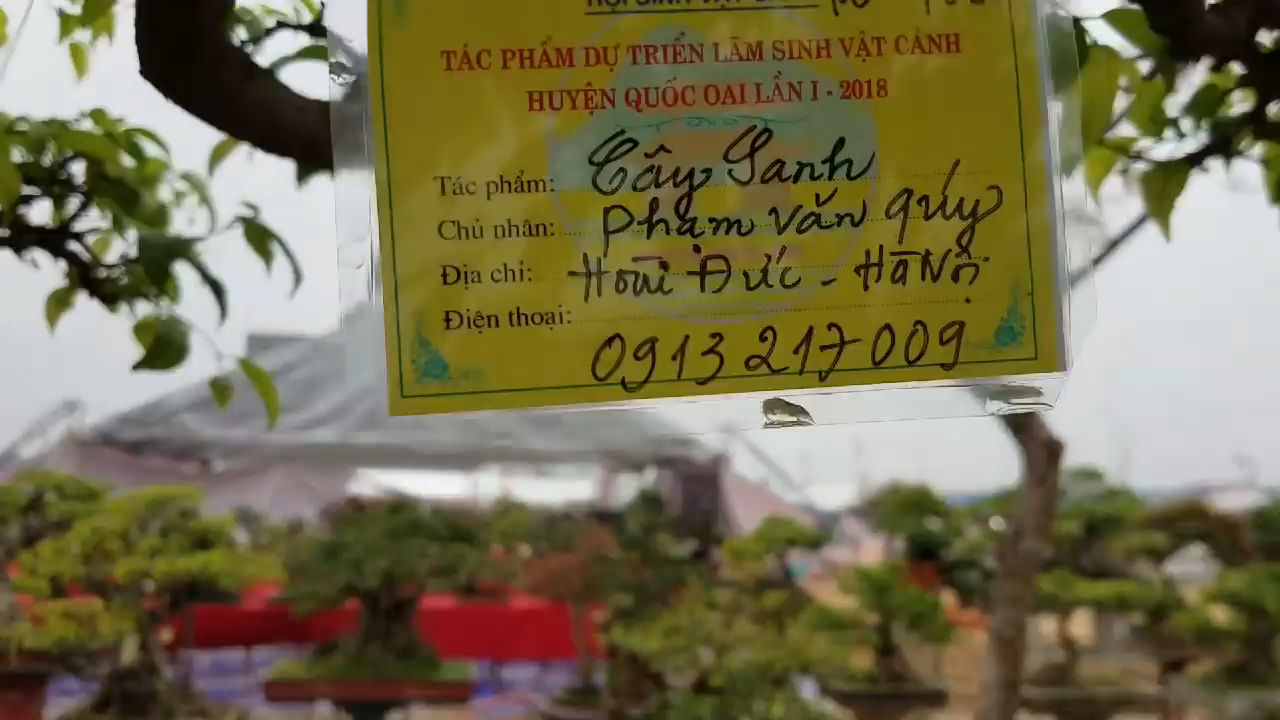 TÁC PHẨM DỰ TRIỂN LÃM SINH VẬT CẢNH
HUYỆN QUỐC OAI LẦN I - 2018
Tác phẩm: Cây Sanh
Chủ nhân: Phạm Văn Quý
Địa chỉ: Hoài Đức - Hà Nội
Điện thoại:
0913 217 009